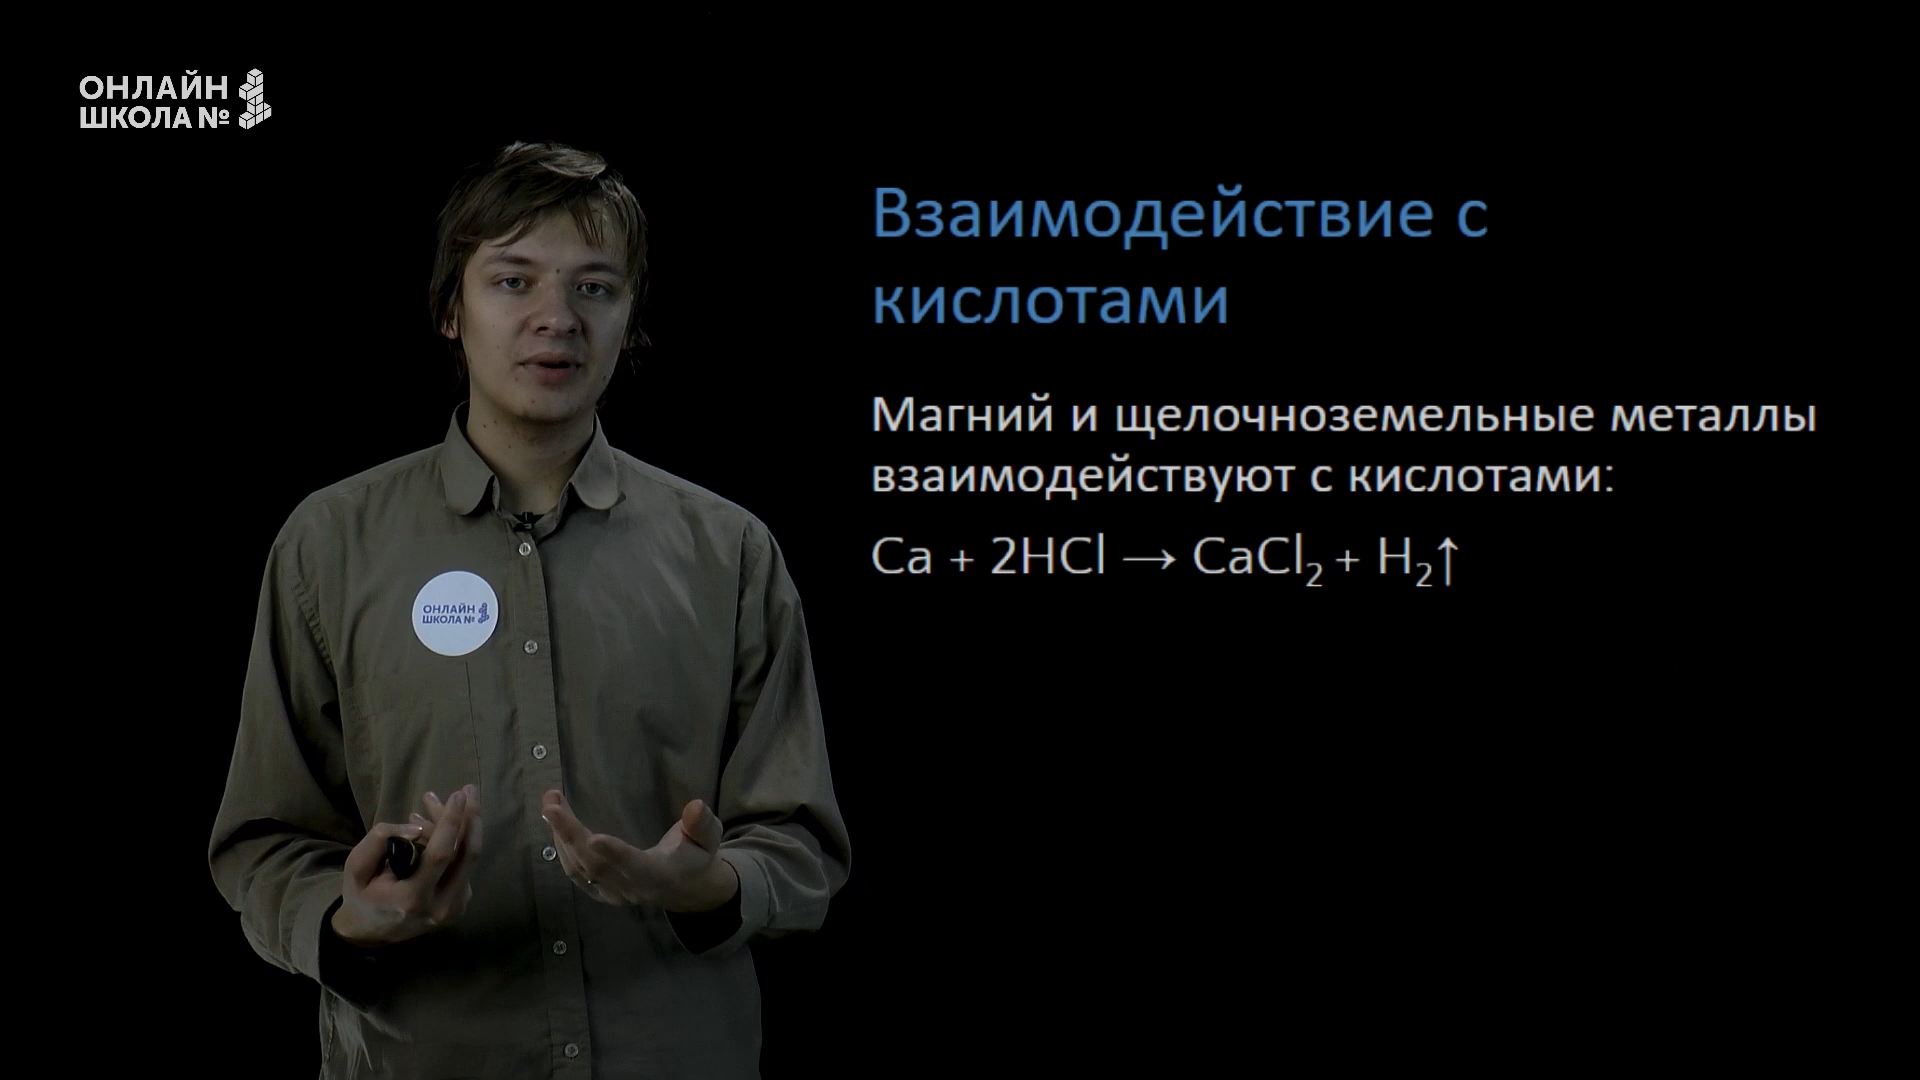 ОНЛАЙН
ШКОЛА №
Взаимодействие с
кислотами
Магний и щелочноземельные металлы
взаимодействуют с кислотами:
Ca + 2HCl → CaCl₂ + H₂↑
ОНЛАЙН
ШКОЛА №